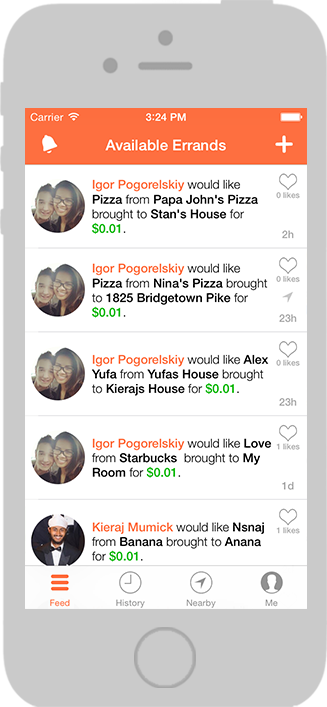 Carrier 3:24 PM
Available Errands
Igor Pogorelskiy would like
Pizza from Papa John's Pizza
brought to Stan's House for
$0.01.
0 likes
2h
Igor Pogorelskiy would like
Pizza from Nina's Pizza brought
to 1825 Bridgetown Pike for
$0.01.
0 likes
23h
Igor Pogorelskiy would like Alex
Yufa from Yufas House brought
to Kierajs House for $0.01.
0 likes
23h
Igor Pogorelskiy would like Love
from Starbucks brought to My
Room for $0.01.
1 likes
1d
Kieraj Mumick would like Nsnaj
from Banana brought to Anana
for $0.01.
1 likes
Feed History Nearby Me